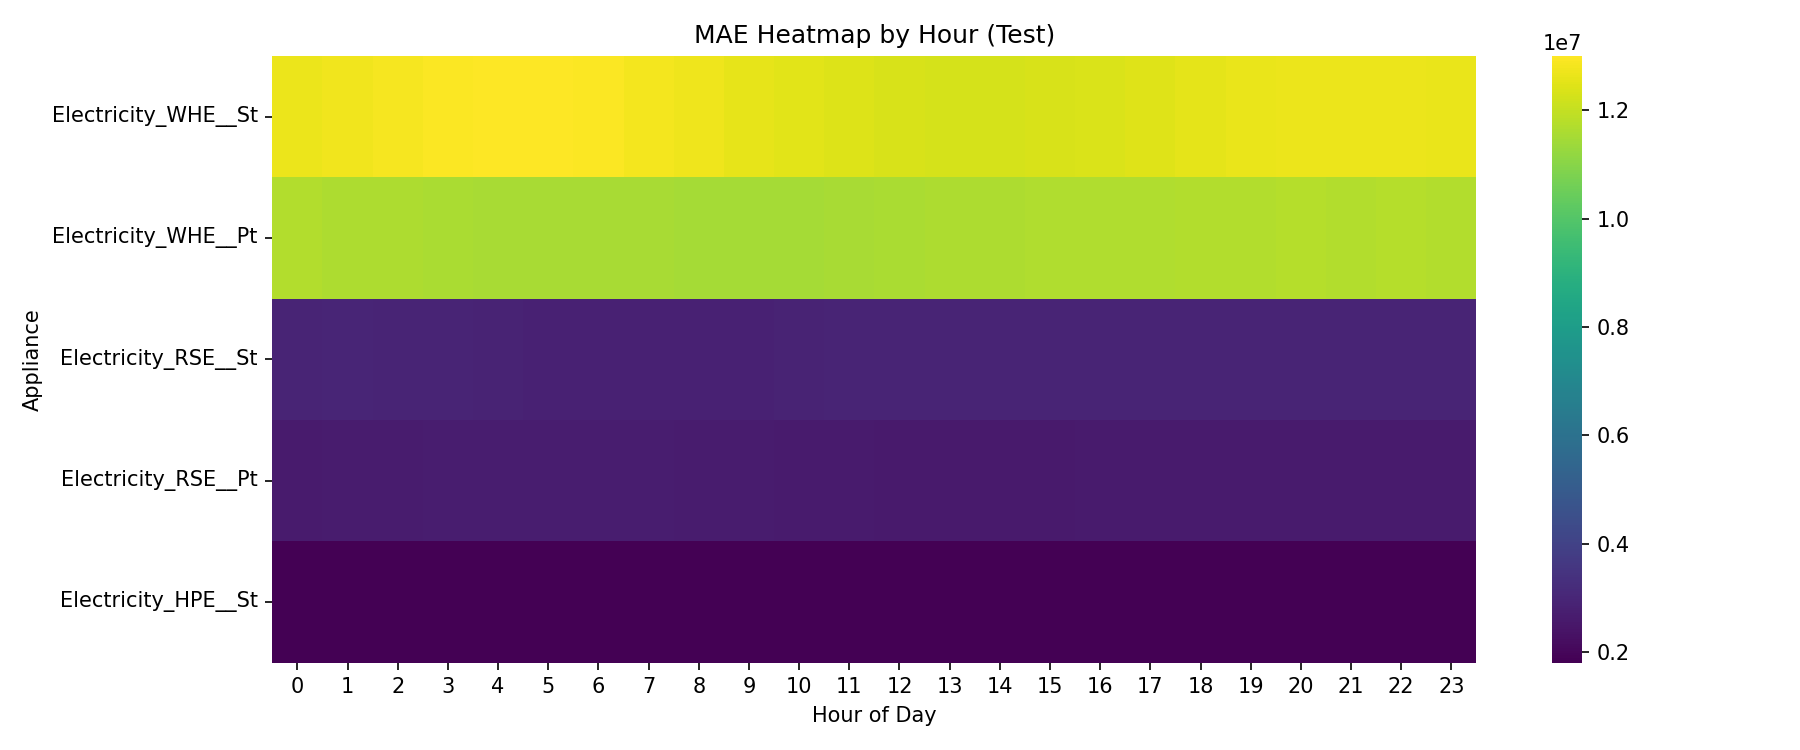 MAE Heatmap by Hour (Test)
1e7
Electricity_WHE__St
Electricity_WHE__Pt
Electricity_RSE__St
Electricity_RSE__Pt
Electricity_HPE__St
Appliance
0 1 2 3 4 5 6 7 8 9 10 11 12 13 14 15 16 17 18 19 20 21 22 23
Hour of Day
1.2
1.0
0.8
0.6
0.4
0.2